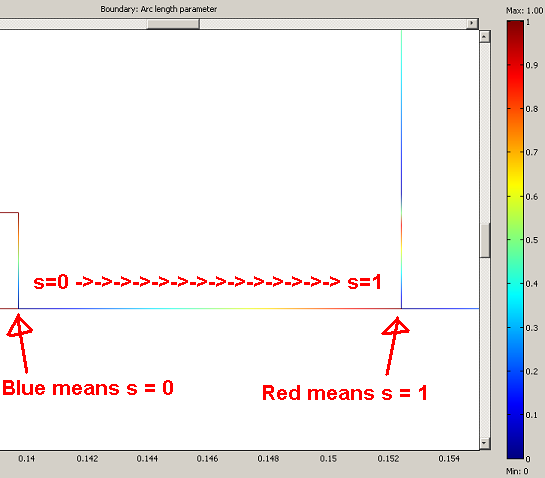 Boundary: Arc length parameter
Max: 1.00
1
0.9
0.8
0.7
0.6
0.5
0.4
0.3
0.2
0.1
0
Min: 0
s=0 ->->->->->->->->->->->->->-> s=1
Blue means s = 0
Red means s = 1
0.14 0.142 0.144 0.146 0.148 0.15 0.152 0.154